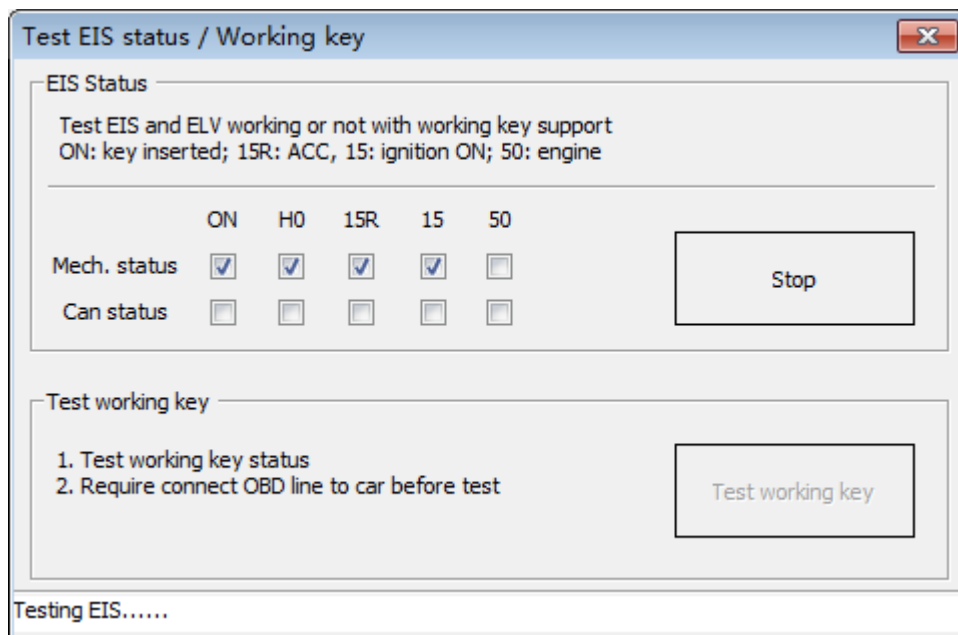 Test EIS status / Working key
EIS Status
Test EIS and ELV working or not with working key support
ON: key inserted; 15R: ACC, 15: ignition ON; 50: engine
ON H0 15R 15 50
Mech. status
Stop
Can status
Test working key
1. Test working key status
2. Require connect OBD line to car before test
Test working key
Testing EIS......